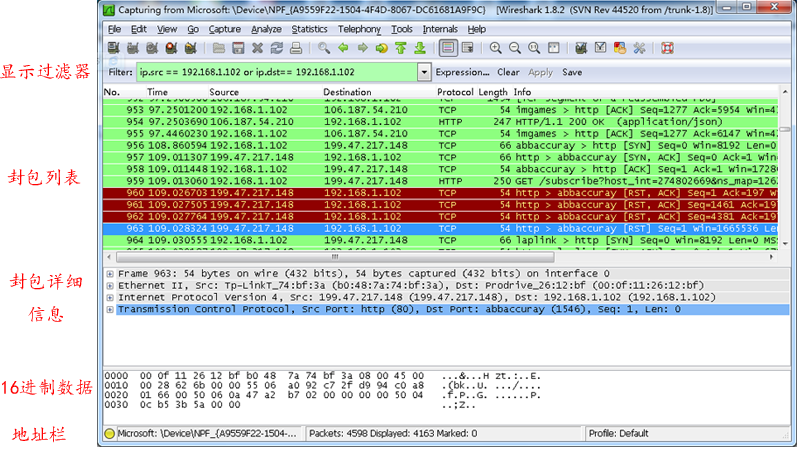 Capturing from Microsoft: \Device\NPF_{A9559F22-1504-4F4D-8067-DC61681A9F9C} [Wireshark 1.8.2 (SVN Rev 44520 from /trunk-1.8)]
File Edit View Go Capture Analyze Statistics Telephony Tools Internals Help
显示过滤器
Filter: ip.src == 192.168.1.102 or ip.dst== 192.168.1.102 Expression... Clear Apply Save
No. Time Source Destination Protocol Length Info
953 97.2501200 192.168.1.102 106.187.54.210 TCP 54 imgames > http [ACK] Seq=1277 Ack=5954 Win=4
954 97.2503690 106.187.54.210 192.168.1.102 HTTP 247 HTTP/1.1 200 OK (application/json)
955 97.4460230 192.168.1.102 106.187.54.210 TCP 54 imgames > http [ACK] Seq=1277 Ack=6147 Win=4
956 108.860594 192.168.1.102 199.47.217.148 TCP 66 abbaccuray > http [SYN] Seq=0 Win=8192 Len=0
957 109.011307 199.47.217.148 192.168.1.102 TCP 66 http > abbaccuray [SYN, ACK] Seq=0 Ack=1 Win=
958 109.011448 192.168.1.102 199.47.217.148 TCP 54 abbaccuray > http [ACK] Seq=1 Ack=1 Win=1728
959 109.013060 192.168.1.102 199.47.217.148 HTTP 250 GET /subscribe?host_int=274802669&ns_map=1262
960 109.026703 199.47.217.148 192.168.1.102 TCP 54 http > abbaccuray [RST, ACK] Seq=1 Ack=197 W
961 109.027505 199.47.217.148 192.168.1.102 TCP 54 http > abbaccuray [RST, ACK] Seq=1461 Ack=19
962 109.027764 199.47.217.148 192.168.1.102 TCP 54 http > abbaccuray [RST, ACK] Seq=4381 Ack=19
963 109.028324 199.47.217.148 192.168.1.102 TCP 54 http > abbaccuray [RST] Seq=1 Win=1665536 Le
964 109.030555 192.168.1.102 199.47.217.148 TCP 66 laplink > http [SYN] Seq=0 Win=8192 Len=0 MS
封包列表
Frame 963: 54 bytes on wire (432 bits), 54 bytes captured (432 bits) on interface 0
Ethernet II, Src: Tp-LinkT_74:bf:3a (b0:48:7a:74:bf:3a), Dst: Prodrive_26:12:bf (00:0f:11:26:12:bf)
Internet Protocol Version 4, Src: 199.47.217.148 (199.47.217.148), Dst: 192.168.1.102 (192.168.1.102)
Transmission Control Protocol, Src Port: http (80), Dst Port: abbaccuray (1546), Seq: 1, Len: 0
封包详细
信息
0000 00 0f 11 26 12 bf b0 48 7a 74 bf 3a 08 00 45 00 ...&...H zt.:..E.
0010 00 28 62 6b 00 00 55 06 a0 92 c7 2f d9 94 c0 a8 .(bk..U. .../....
0020 01 66 00 50 06 0a 47 a2 b7 02 00 00 00 00 50 04 .f.P..G. ......P.
0030 0c b5 3b 5a 00 00 ..;Z..
16进制数据
地址栏
Microsoft: \Device\NPF_{A9559F22-1504-... Packets: 4598 Displayed: 4163 Marked: 0 Profile: Default